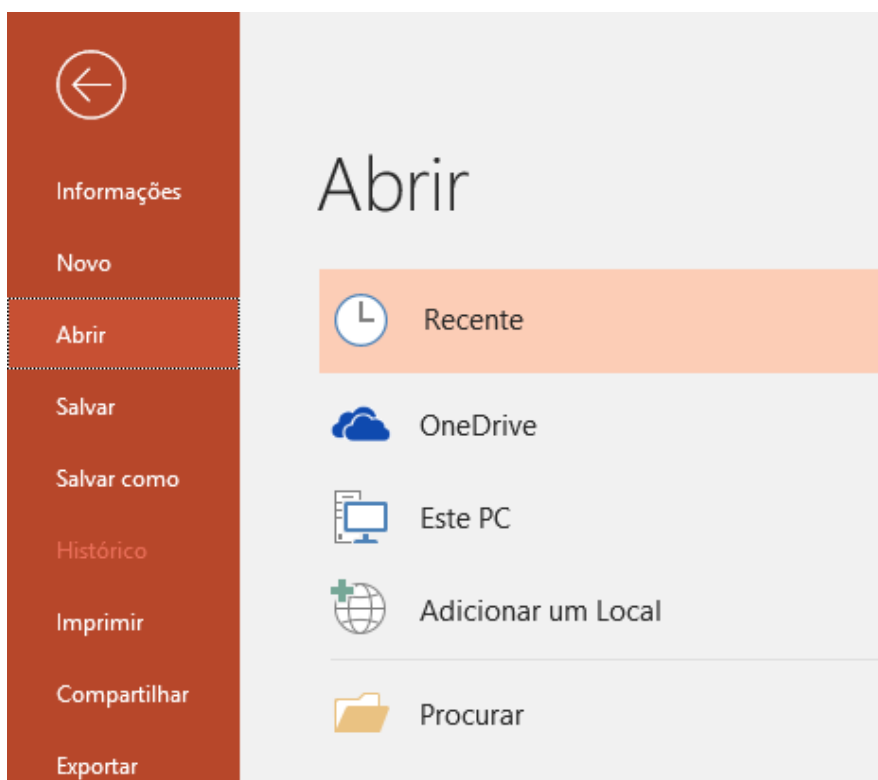 Informações
Novo
Abrir
Salvar
Salvar como
Histórico
Imprimir
Compartilhar
Exportar
Abrir
Recente
OneDrive
Este PC
Adicionar um Local
Procurar